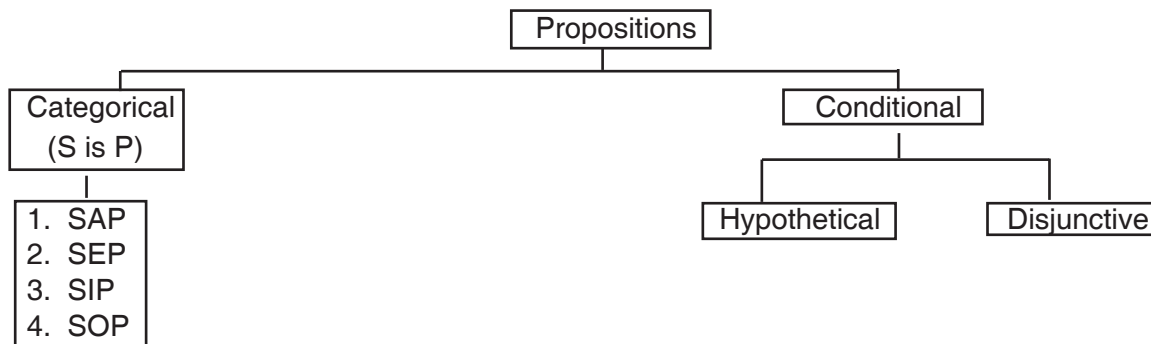 Propositions
Categorical
(S is P)
Conditional
1. SAP
2. SEP
3. SIP
4. SOP
Hypothetical
Disjunctive